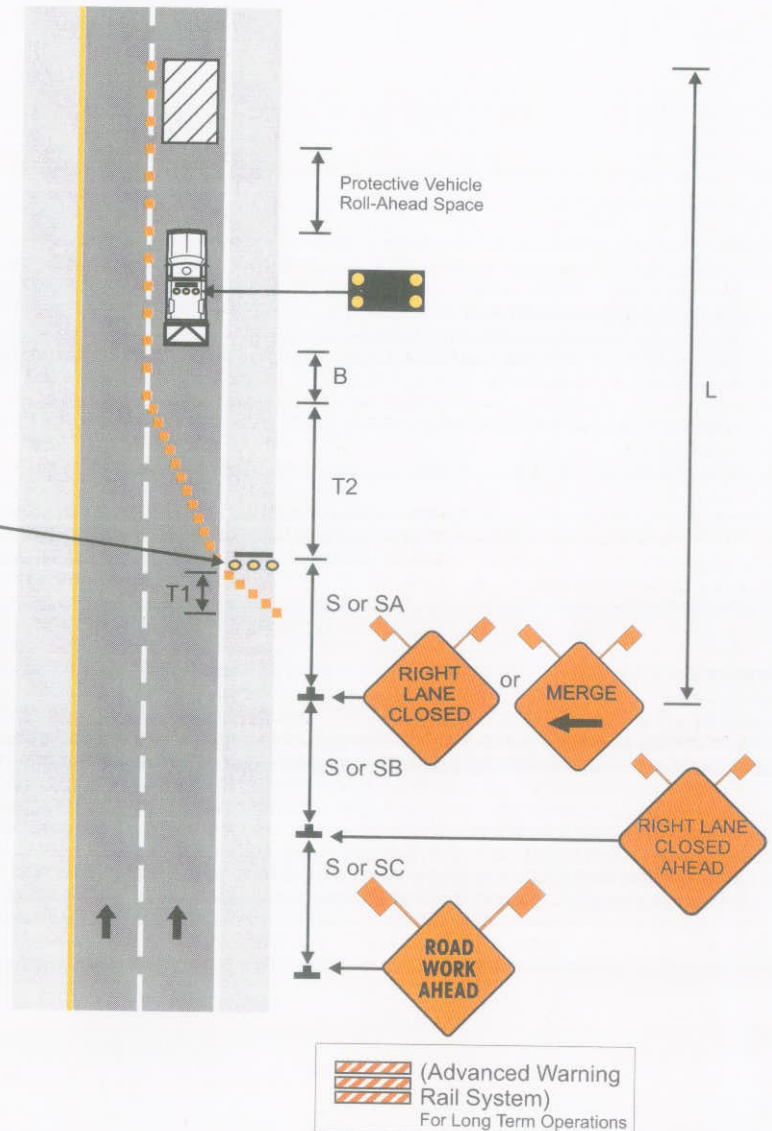 Protective Vehicle
Roll-Ahead Space
B
L
T2
T1
S or SA
RIGHT
LANE
CLOSED
or
MERGE
S or SB
RIGHT LANE
CLOSED
AHEAD
S or SC
ROAD
WORK
AHEAD
(Advanced Warning
Rail System)
For Long Term Operations